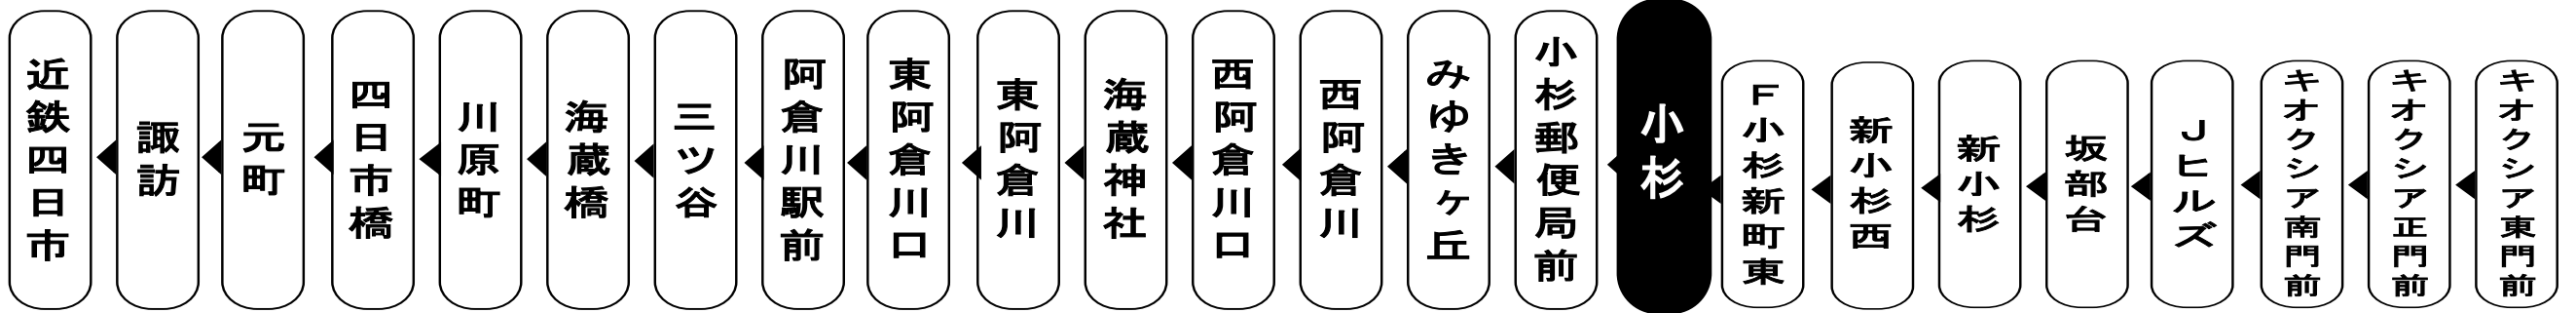 近鉄四日市
諏訪
元町
四日市橋
川原町
海蔵橋
三ツ谷
阿倉川駅前
東阿倉川口
東阿倉川
海蔵神社
西阿倉川口
西阿倉川
みゆきヶ丘
小杉郵便局前
小杉
F小杉新町東
新小杉西
新小杉
坂部台
Jヒルズ
キオクシア南門前
キオクシア正門前
キオクシア東門前